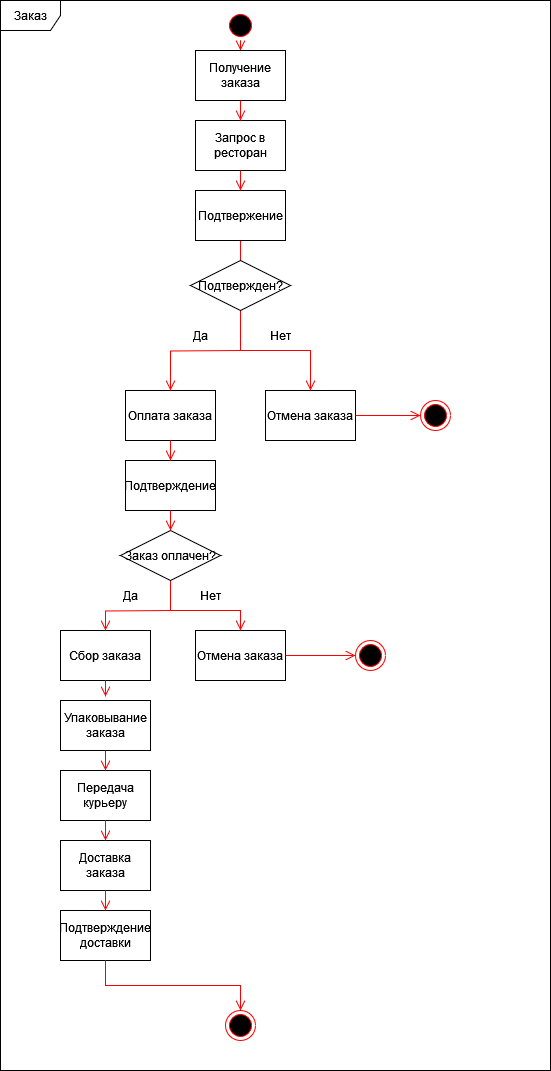 Заказ
Получение
заказа
Запрос в
ресторан
Подтвержение
Подтвержден?
Да
Нет
Оплата заказа
Отмена заказа
Подтверждение
Заказ оплачен?
Да
Нет
Сбор заказа
Отмена заказа
Упаковывание
заказа
Передача
курьеру
Доставка
заказа
Подтверждение
доставки